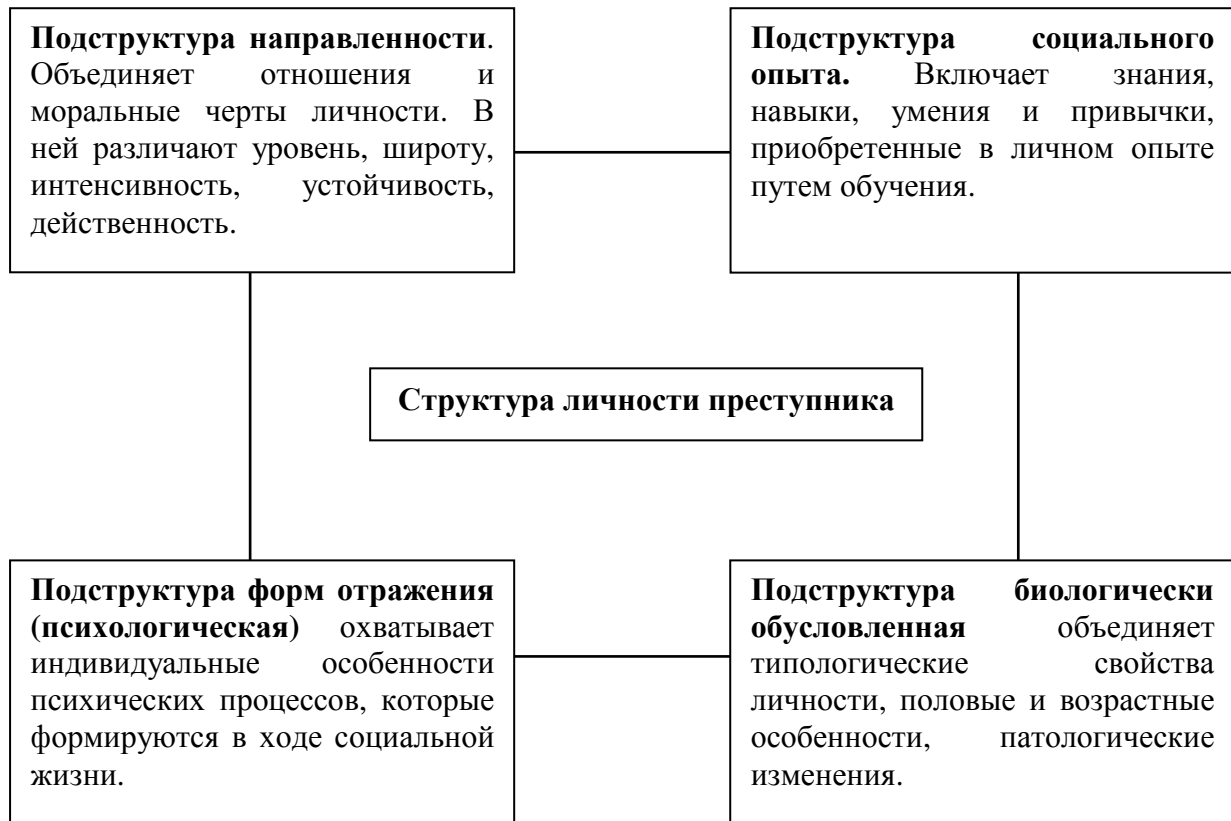 Подструктура направленности.
Объединяет отношения и
моральные черты личности. В
ней различают уровень, широту,
интенсивность, устойчивость,
действенность.
Подструктура социального
опыта. Включает знания,
навыки, умения и привычки,
приобретенные в личном опыте
путем обучения.
Структура личности преступника
Подструктура форм отражения
(психологическая) охватывает
индивидуальные особенности
психических процессов, которые
формируются в ходе социальной
жизни.
Подструктура биологически
обусловленная объединяет
типологические свойства
личности, половые и возрастные
особенности, патологические
изменения.